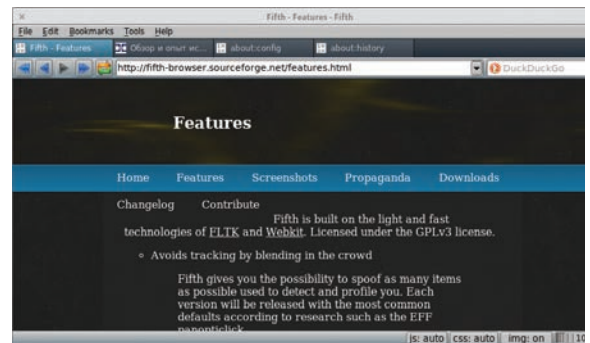 Fifth - Features - Fifth
File Edit Bookmarks Tools Help
Fifth - Features Обзор и опыт ис... about:config about:history
http://fifth-browser.sourceforge.net/features.html DuckDuckGo
Features
Home Features Screenshots Propaganda Downloads
Changelog Contribute
Fifth is built on the light and fast
technologies of FLTK and Webkit. Licensed under the GPLv3 license.
Avoids tracking by blending in the crowd
Fifth gives you the possibility to spoof as many items
as possible used to detect and profile you. Each
version will be released with the most common
defaults according to research such as the EFF
panopticlick.
js: auto css: auto img: on